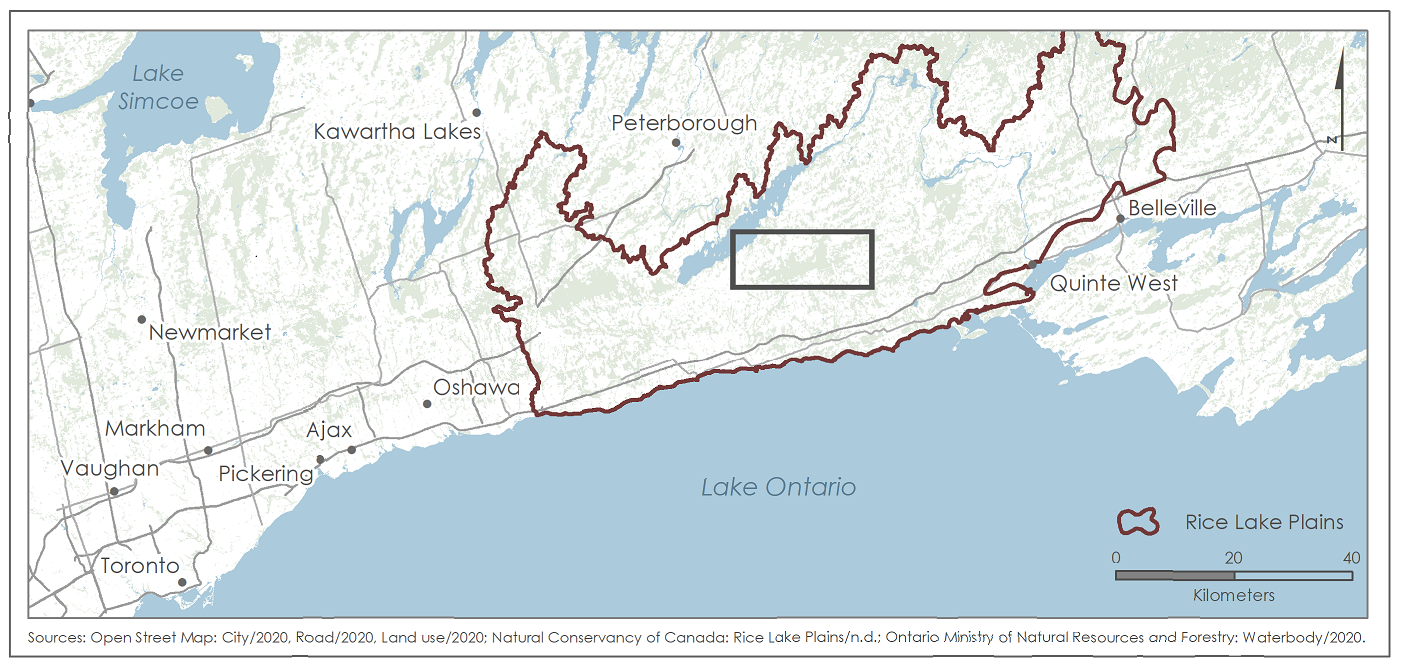 Lake
Simcoe
Kawartha Lakes
Peterborough
N
Belleville
Quinte West
Newmarket
Oshawa
Markham
Ajax
Vaughan
Pickering
Lake Ontario
Rice Lake Plains
Toronto
0 20 40
Kilometers
Sources: Open Street Map: City/2020, Road/2020, Land use/2020; Natural Conservancy of Canada: Rice Lake Plains/n.d.; Ontario Ministry of Natural Resources and Forestry: Waterbody/2020.